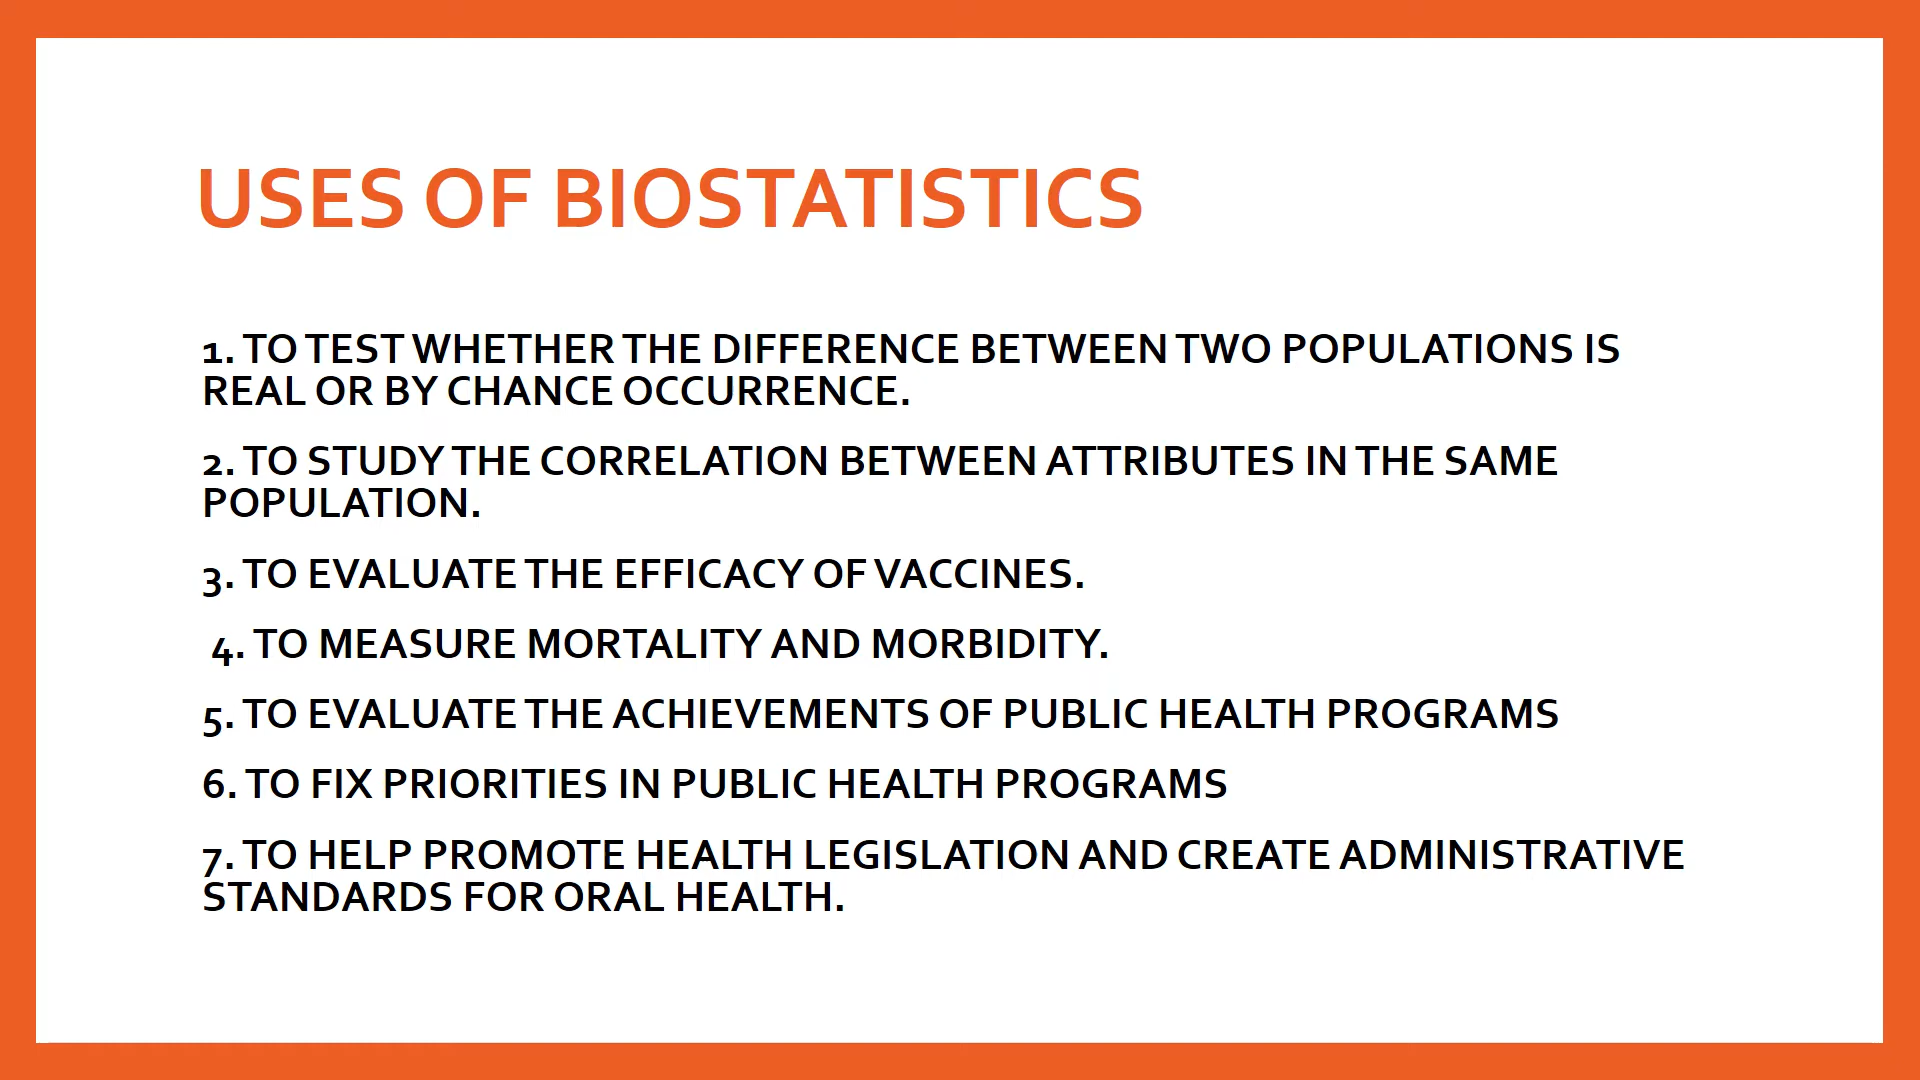 USES OF BIOSTATISTICS
1. TO TEST WHETHER THE DIFFERENCE BETWEEN TWO POPULATIONS IS
REAL OR BY CHANCE OCCURRENCE.
2. TO STUDY THE CORRELATION BETWEEN ATTRIBUTES IN THE SAME
POPULATION.
3. TO EVALUATE THE EFFICACY OF VACCINES.
4. TO MEASURE MORTALITY AND MORBIDITY.
5. TO EVALUATE THE ACHIEVEMENTS OF PUBLIC HEALTH PROGRAMS
6. TO FIX PRIORITIES IN PUBLIC HEALTH PROGRAMS
7. TO HELP PROMOTE HEALTH LEGISLATION AND CREATE ADMINISTRATIVE
STANDARDS FOR ORAL HEALTH.